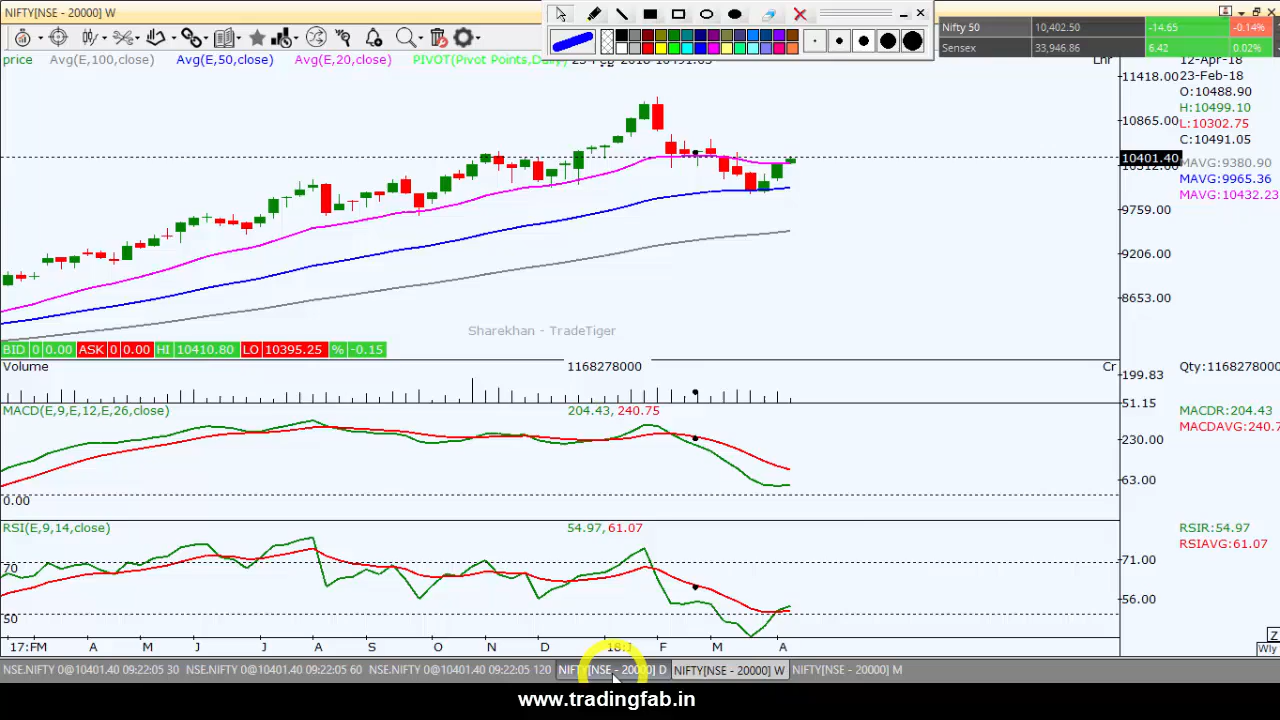 NIFTY[NSE - 20000] W
Nifty 50 10,402.50 -14.65 -0.14%
Sensex 33,946.86 6.42 0.02%
price Avg(E,100,close) Avg(E,50,close) Avg(E,20,close) PIVOT(Pivot Points,Daily)
12-Apr-18
11418.00 23-Feb-18
O:10488.90
H:10499.10
10865.00 L:10302.75
C:10491.05
10401.40 MAVG:9380.90
10312.00
MAVG:9965.36
MAVG:10432.23
9759.00
9206.00
8653.00
Sharekhan - TradeTiger
BID 0 0.00 ASK 0 0.00 HI 10410.80 LO 10395.25 % -0.15
Volume 1168278000 Cr 199.83 Qty:1168278000
51.15
MACD(E,9,E,12,E,26,close) 204.43, 240.75 MACDR:204.43
230.00
63.00
0.00
RSI(E,9,14,close) 54.97, 61.07 RSIR:54.97
RSIAVG:61.07
70 71.00
56.00
50
17:FM A M J J A S O N D 18:J F M A Wly
Z
NSE.NIFTY 0@10401.40 09:22:05 30 NSE.NIFTY 0@10401.40 09:22:05 60 NSE.NIFTY 0@10401.40 09:22:05 120 NIFTY[NSE - 20000] D NIFTY[NSE - 20000] W NIFTY[NSE - 20000] M
www.tradingfab.in